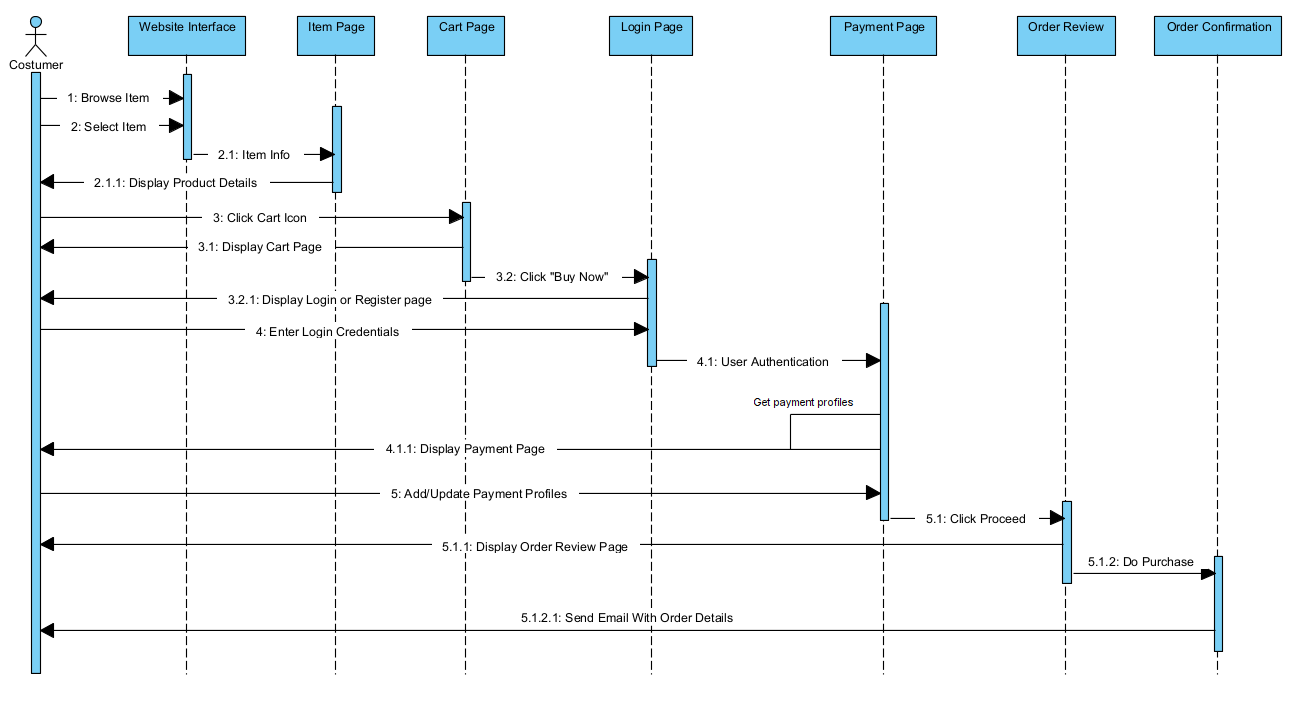 Website Interface
Item Page
Cart Page
Login Page
Payment Page
Order Review
Order Confirmation
Costumer
1: Browse Item
2: Select Item
2.1: Item Info
2.1.1: Display Product Details
3: Click Cart Icon
3.1: Display Cart Page
3.2: Click "Buy Now"
3.2.1: Display Login or Register page
4: Enter Login Credentials
4.1: User Authentication
Get payment profiles
4.1.1: Display Payment Page
5: Add/Update Payment Profiles
5.1: Click Proceed
5.1.1: Display Order Review Page
5.1.2: Do Purchase
5.1.2.1: Send Email With Order Details